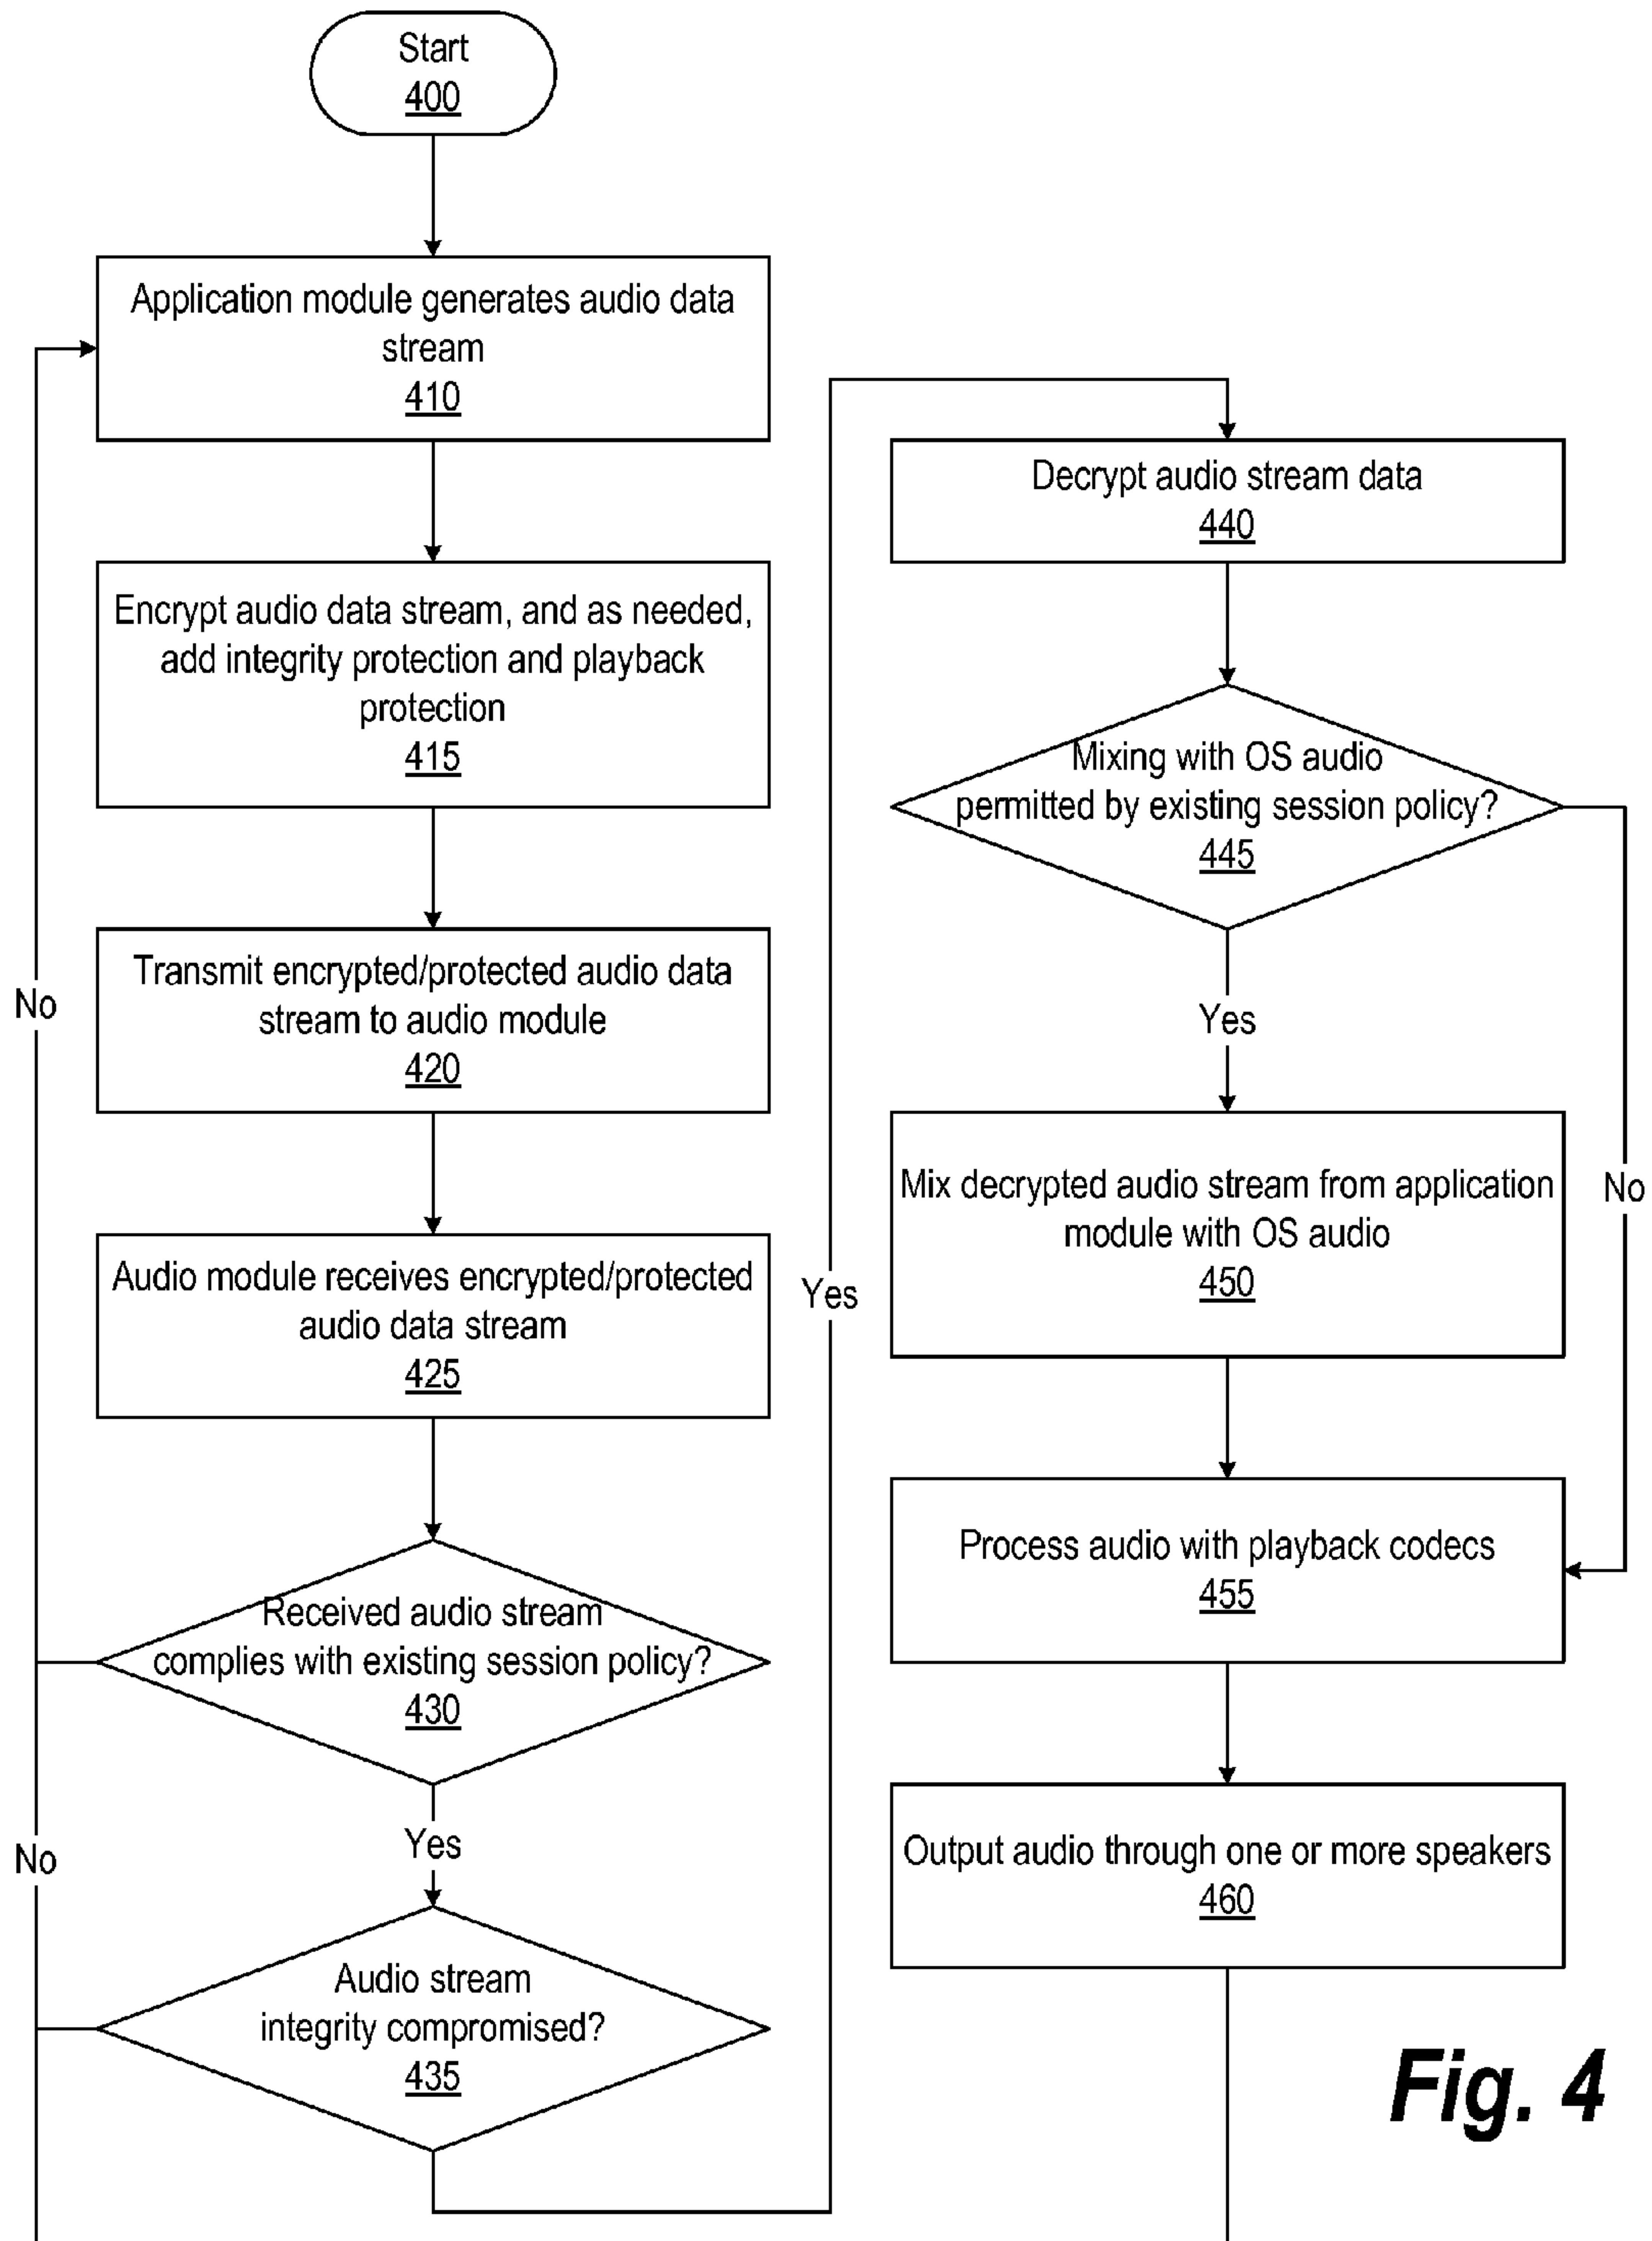 Start
400
Application module generates audio data
stream
410
Encrypt audio data stream, and as needed,
add integrity protection and playback
protection
415
Transmit encrypted/protected audio data
stream to audio module
420
No
Audio module receives encrypted/protected
audio data stream
425
Received audio stream
complies with existing session policy?
430
Yes
No
Audio stream
integrity compromised?
435
Yes
Decrypt audio stream data
440
Mixing with OS audio
permitted by existing session policy?
445
Yes
No
Mix decrypted audio stream from application
module with OS audio
450
Process audio with playback codecs
455
Output audio through one or more speakers
460
Fig. 4